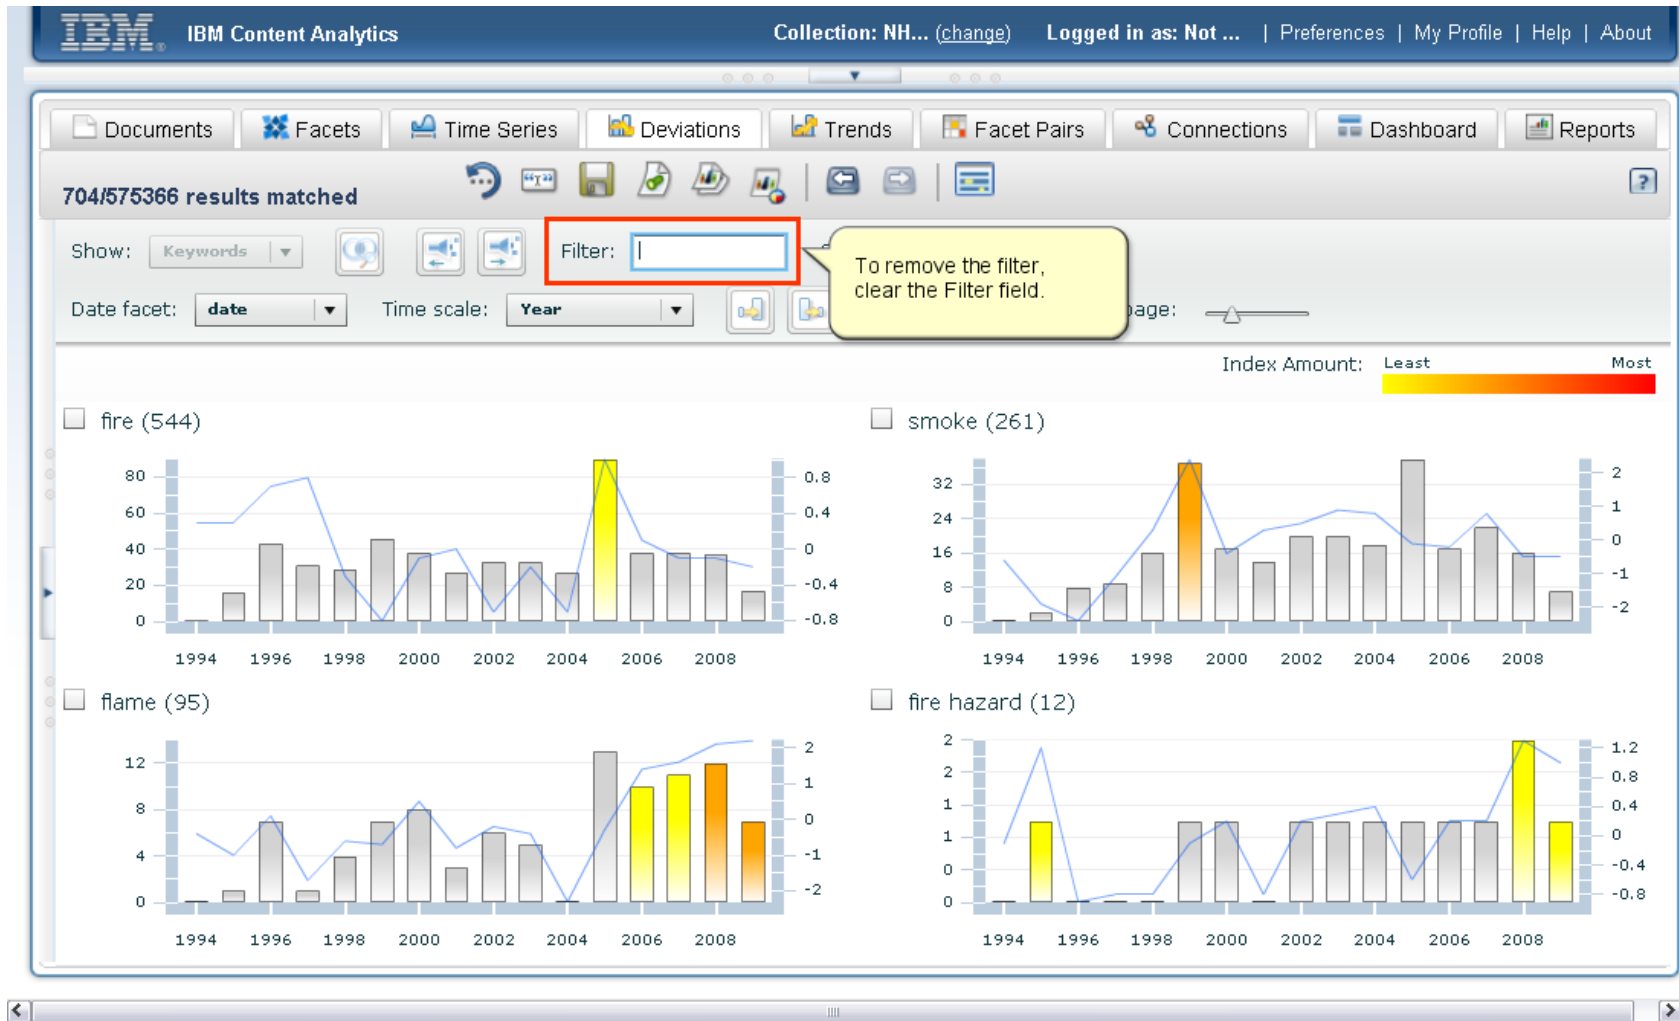 IBM IBM Content Analytics Collection: NH... (change) Logged in as: Not ... | Preferences | My Profile | Help | About
Documents Facets Time Series Deviations Trends Facet Pairs Connections Dashboard Reports
704/575366 results matched
Show: Keywords Filter:
To remove the filter,
clear the Filter field.
Date facet: date Time scale: Year page:
Index Amount: Least Most
fire (544)
80
60
40
20
0
0.8
0.4
0
-0.4
-0.8
1994 1996 1998 2000 2002 2004 2006 2008
smoke (261)
32
24
16
8
0
2
1
0
-1
-2
1994 1996 1998 2000 2002 2004 2006 2008
flame (95)
12
8
4
0
2
1
0
-1
-2
1994 1996 1998 2000 2002 2004 2006 2008
fire hazard (12)
2
2
1
1
0
0
1.2
0.8
0.4
0
-0.4
-0.8
1994 1996 1998 2000 2002 2004 2006 2008